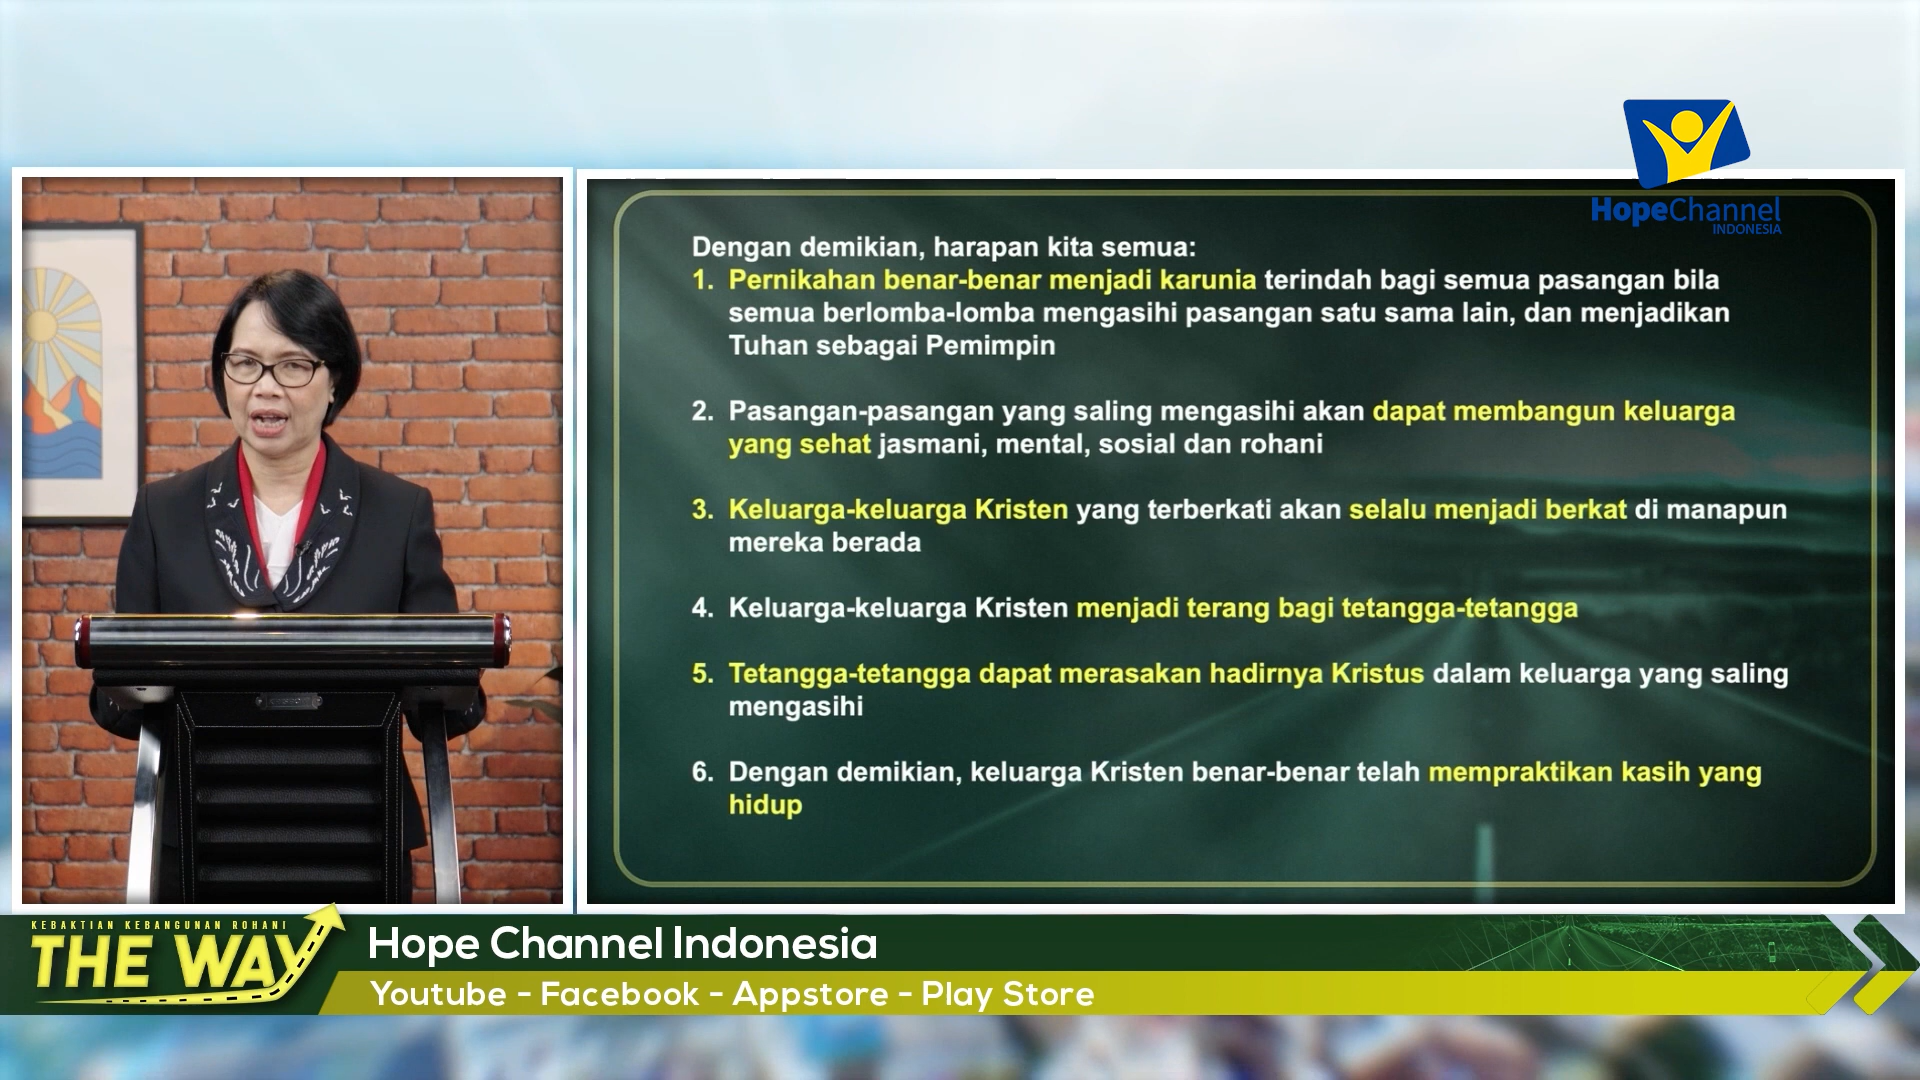 HopeChannel
INDONESIA
Dengan demikian, harapan kita semua:
1. Pernikahan benar-benar menjadi karunia terindah bagi semua pasangan bila
semua berlomba-lomba mengasihi pasangan satu sama lain, dan menjadikan
Tuhan sebagai Pemimpin
2. Pasangan-pasangan yang saling mengasihi akan dapat membangun keluarga
yang sehat jasmani, mental, sosial dan rohani
3. Keluarga-keluarga Kristen yang terberkati akan selalu menjadi berkat di manapun
mereka berada
4. Keluarga-keluarga Kristen menjadi terang bagi tetangga-tetangga
5. Tetangga-tetangga dapat merasakan hadirnya Kristus dalam keluarga yang saling
mengasihi
6. Dengan demikian, keluarga Kristen benar-benar telah mempraktikan kasih yang
hidup
KEBAKTIAN KEBANGUNAN ROHANI
THE WAY
Hope Channel Indonesia
Youtube - Facebook - Appstore - Play Store